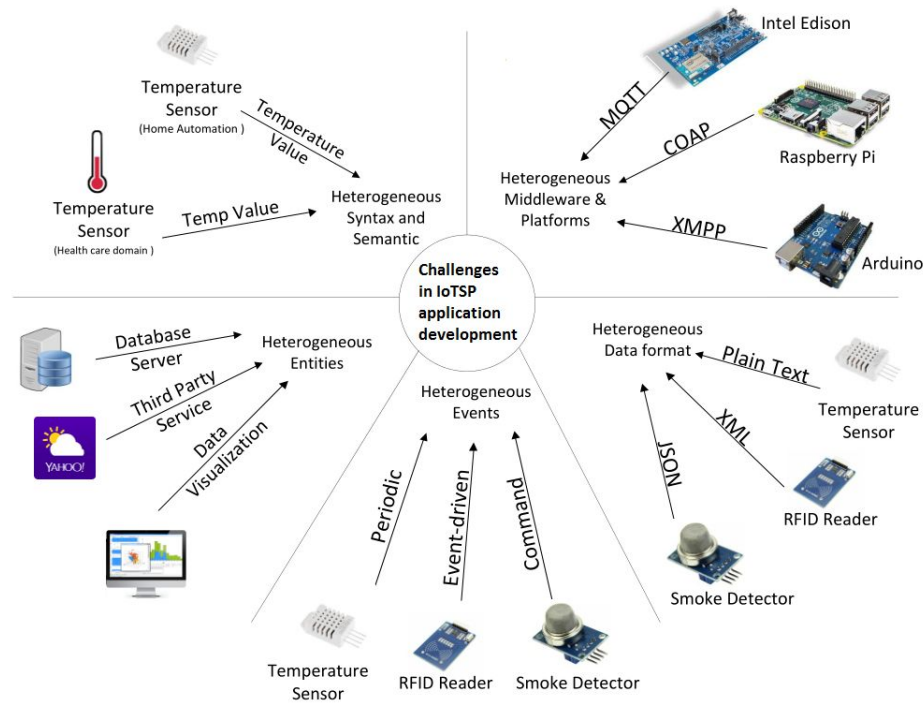 Temperature
Sensor
(Home Automation )
Temperature
Value
Temperature
Sensor
(Health care domain )
Temp Value
Heterogeneous
Syntax and
Semantic
Intel Edison
MQTT
COAP
Raspberry Pi
Heterogeneous
Middleware &
Platforms
XMPP
Arduino
Challenges
in IoTSP
application
development
Database
Server
Heterogeneous
Entities
Third Party
Service
YAHOO!
Data
Visualization
Heterogeneous
Events
Periodic
Event-driven
Command
Temperature
Sensor
RFID Reader
Smoke Detector
Heterogeneous
Data format
Plain Text
Temperature
Sensor
XML
RFID Reader
JSON
Smoke Detector